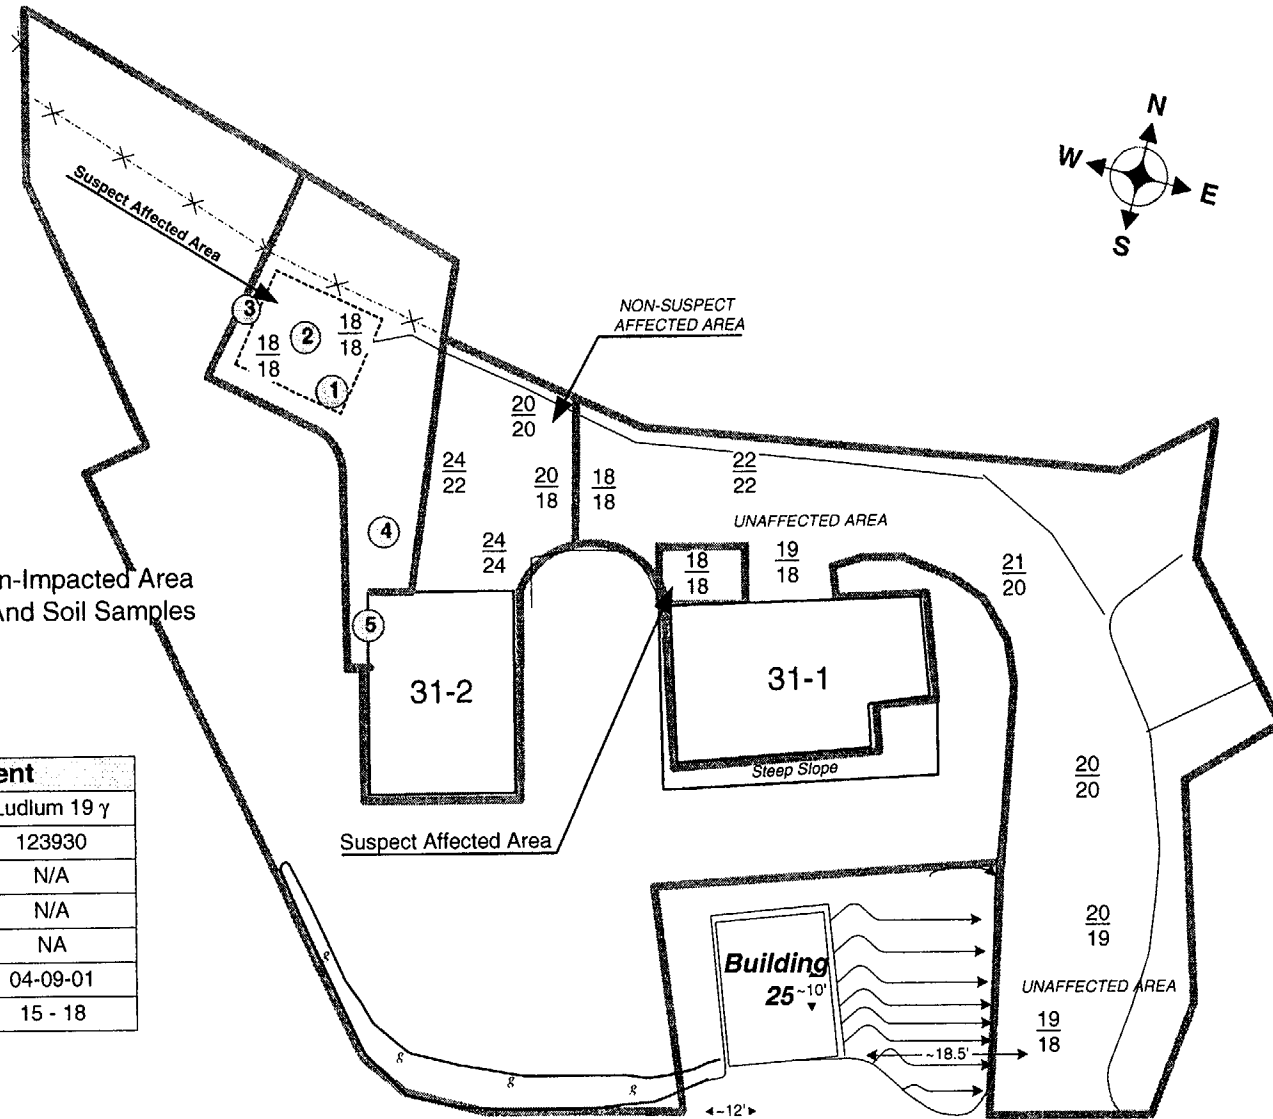 N
W
E
S
Suspect Affected Area
NON-SUSPECT
AFFECTED AREA
3
2
18
18
18
18
1
20
20
24
22
20
18
18
18
22
22
UNAFFECTED AREA
4
24
24
18
18
19
18
21
20
n-Impacted Area
And Soil Samples
5
31-2
31-1
Steep Slope
20
20
Suspect Affected Area
ent
Ludlum 19 γ
123930
N/A
N/A
NA
04-09-01
15 - 18
20
19
Building
25 ~10'
UNAFFECTED AREA
19
18
~18.5'
g
g
g
g
~12'